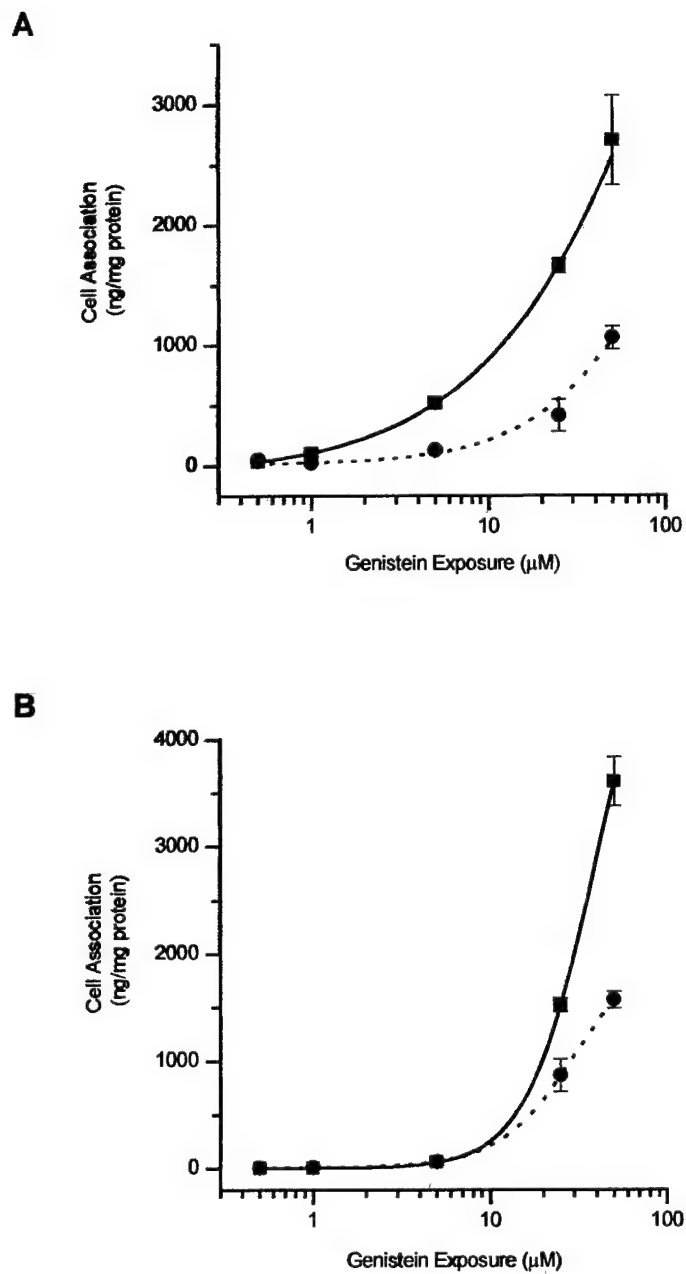 A
3000
2000
1000
0
Cell Association
(ng/mg protein)
1
10
100
Genistein Exposure (μM)
B
4000
3000
2000
1000
0
Cell Association
(ng/mg protein)
1
10
100
Genistein Exposure (μM)